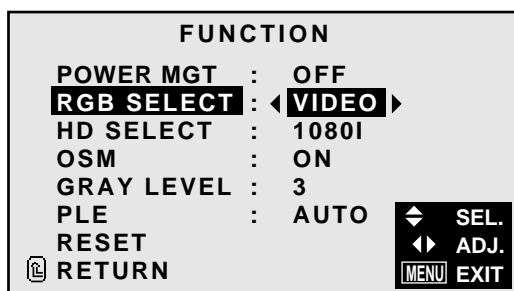 FUNCTION
POWER MGT : OFF
RGB SELECT : VIDEO
HD SELECT : 1080I
OSM : ON
GRAY LEVEL : 3
PLE : AUTO
SEL.
RESET
ADJ.
RETURN
MENU EXIT